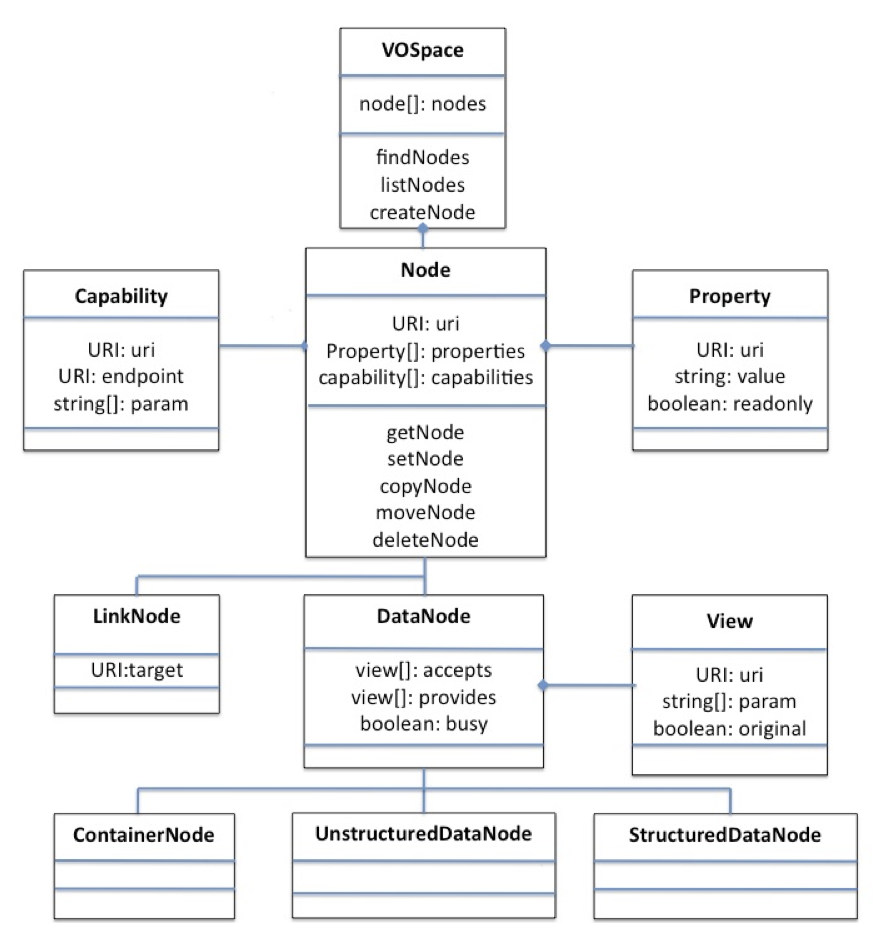 VOSpace
node[]: nodes
findNodes
listNodes
createNode
Capability
URI: uri
URI: endpoint
string[]: param
Node
URI: uri
Property[]: properties
capability[]: capabilities
getNode
setNode
copyNode
moveNode
deleteNode
Property
URI: uri
string: value
boolean: readonly
LinkNode
URI:target
DataNode
view[]: accepts
view[]: provides
boolean: busy
View
URI: uri
string[]: param
boolean: original
ContainerNode
UnstructuredDataNode
StructuredDataNode